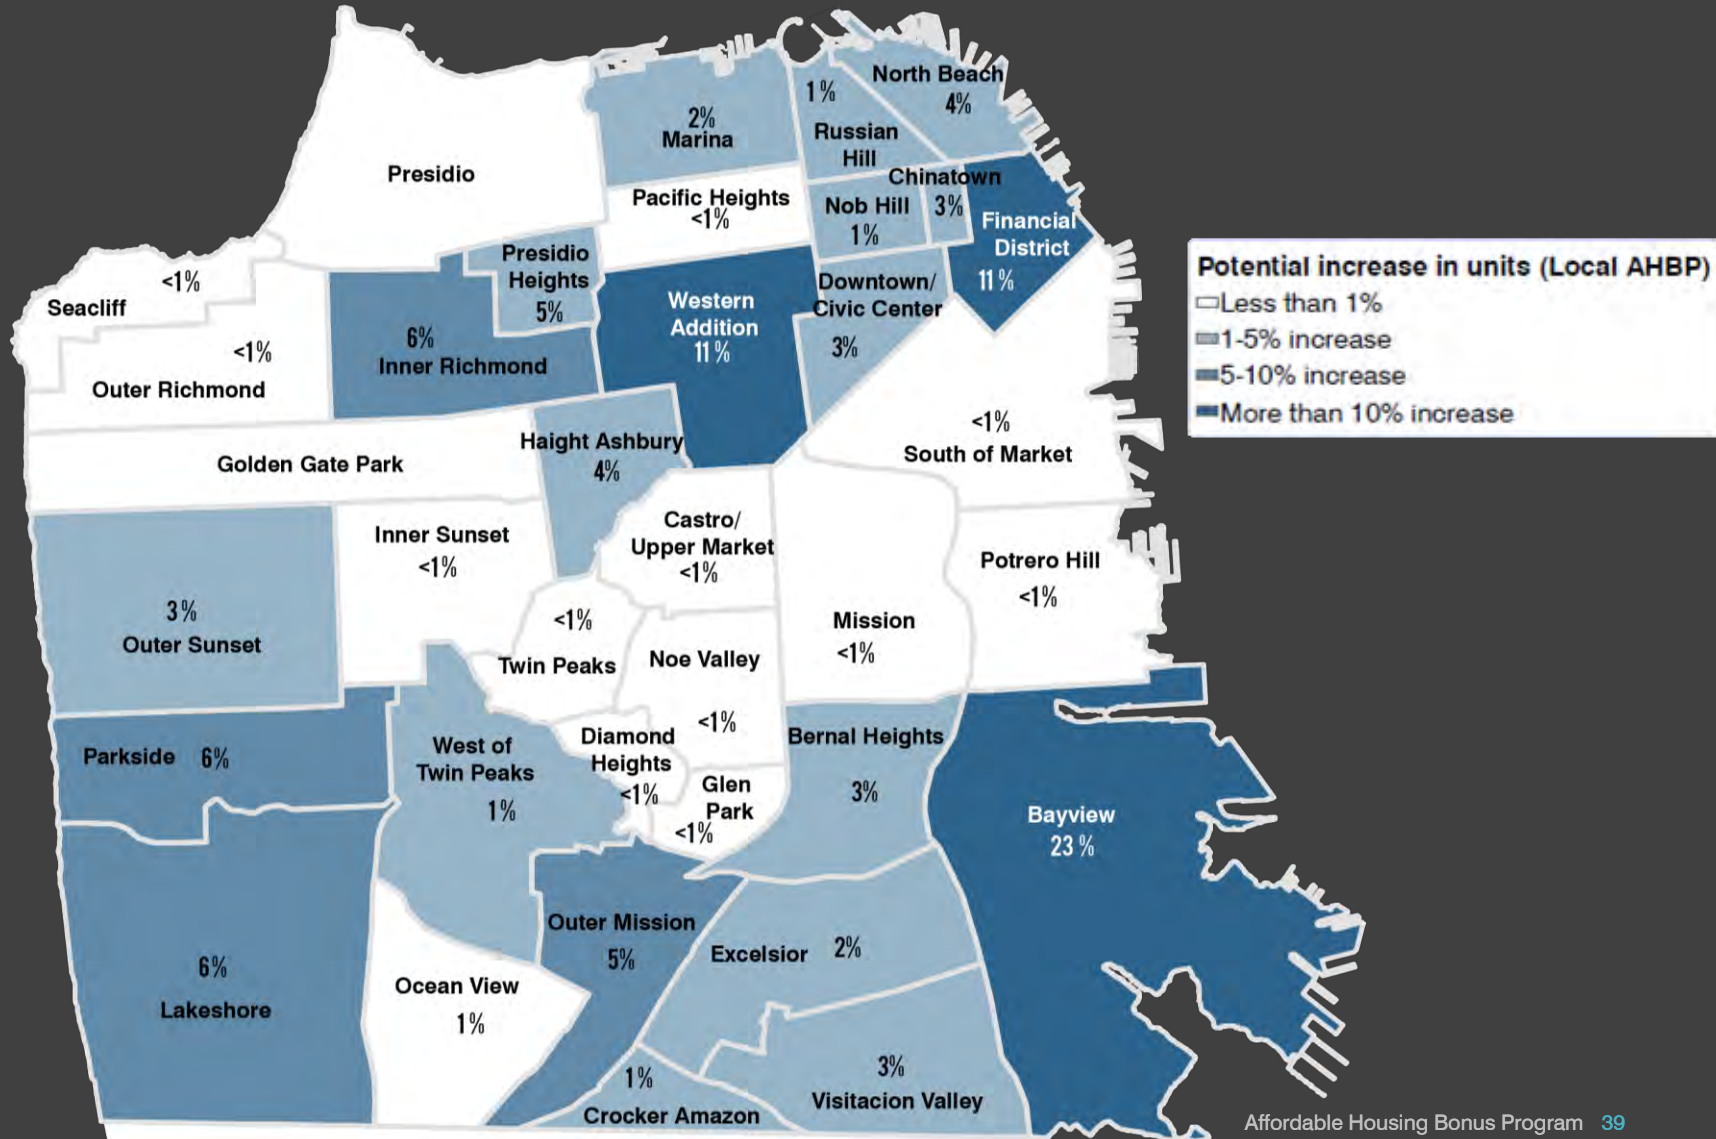 North Beach
4%
1%
Russian
Hill
2%
Marina
Presidio
Pacific Heights
<1%
Chinatown
3%
Nob Hill
1%
Financial
District
11%
Presidio
Heights
5%
Seacliff
<1%
Western
Addition
11%
Downtown/
Civic Center
3%
6%
Inner Richmond
<1%
Outer Richmond
Potential increase in units (Local AHBP)
Less than 1%
1-5% increase
5-10% increase
More than 10% increase
<1%
South of Market
Haight Ashbury
4%
Golden Gate Park
Inner Sunset
<1%
Castro/
Upper Market
<1%
Potrero Hill
<1%
3%
Outer Sunset
<1%
Twin Peaks
Noe Valley
<1%
Mission
<1%
Parkside 6%
West of
Twin Peaks
1%
Diamond
Heights
<1%
Glen
Park
<1%
Bernal Heights
3%
Bayview
23%
6%
Lakeshore
Ocean View
1%
Outer Mission
5%
Excelsior 2%
1%
Crocker Amazon
3%
Visitacion Valley
Affordable Housing Bonus Program 39